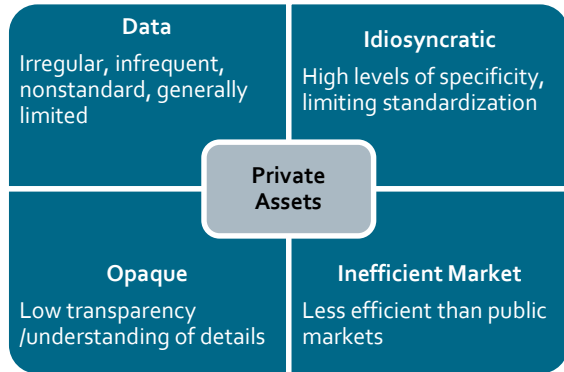 Data
Irregular, infrequent,
nonstandard, generally
limited
Idiosyncratic
High levels of specificity,
limiting standardization
Private
Assets
Opaque
Low transparency
/understanding of details
Inefficient Market
Less efficient than public
markets